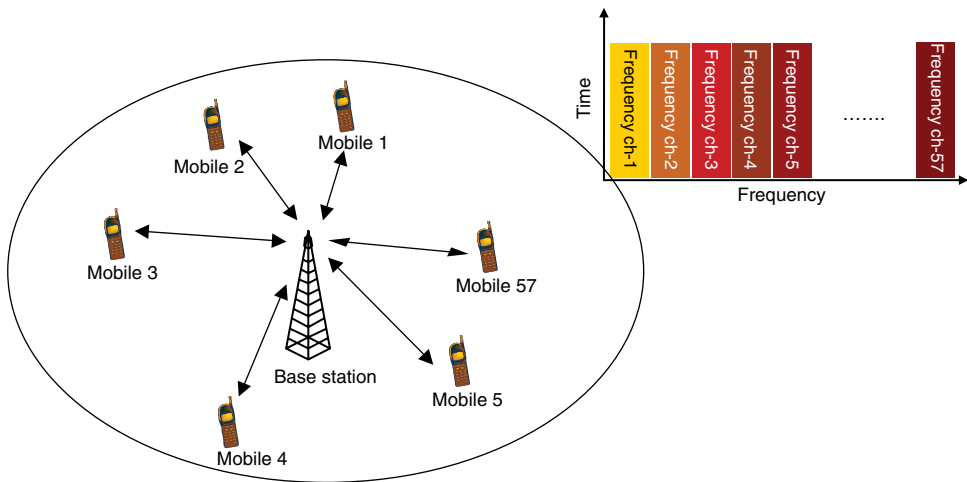 Mobile 1
Mobile 2
Mobile 3
Mobile 57
Base station
Mobile 5
Mobile 4
Time
Frequency ch-1
Frequency ch-2
Frequency ch-3
Frequency ch-4
Frequency ch-5
.......
Frequency ch-57
Frequency